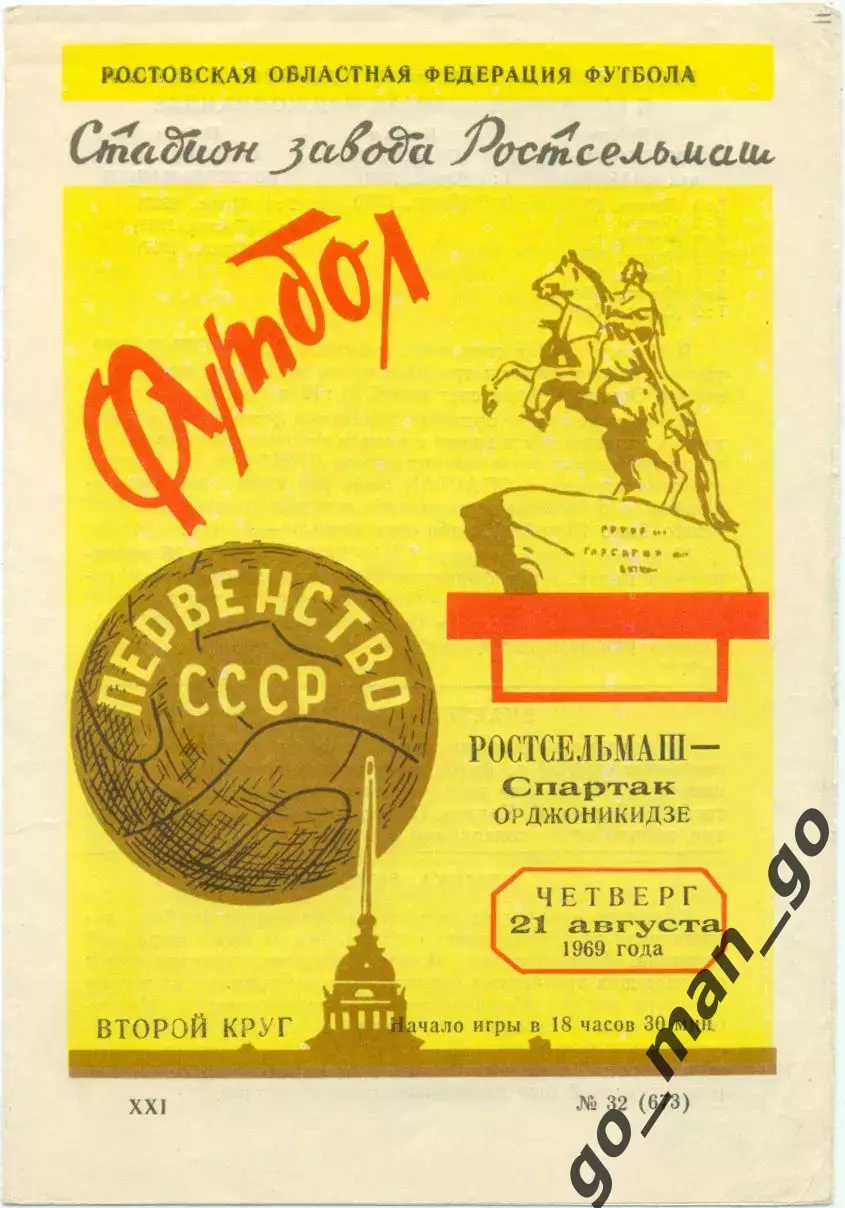 РОСТОВСКАЯ ОБЛАСТНАЯ ФЕДЕРАЦИЯ ФУТБОЛА
Стадион завода Ростсельмаш
Футбол
ПЕРВЕНСТВО
СССР
РОСТСЕЛЬМАШ—
Спартак
ОРДЖОНИКИДЗЕ
ЧЕТВЕРГ
21 августа
1969 года
ВТОРОЙ КРУГ
Начало игры в 18 часов 30 мин.
XXI
№ 32 (673)
go_man_go